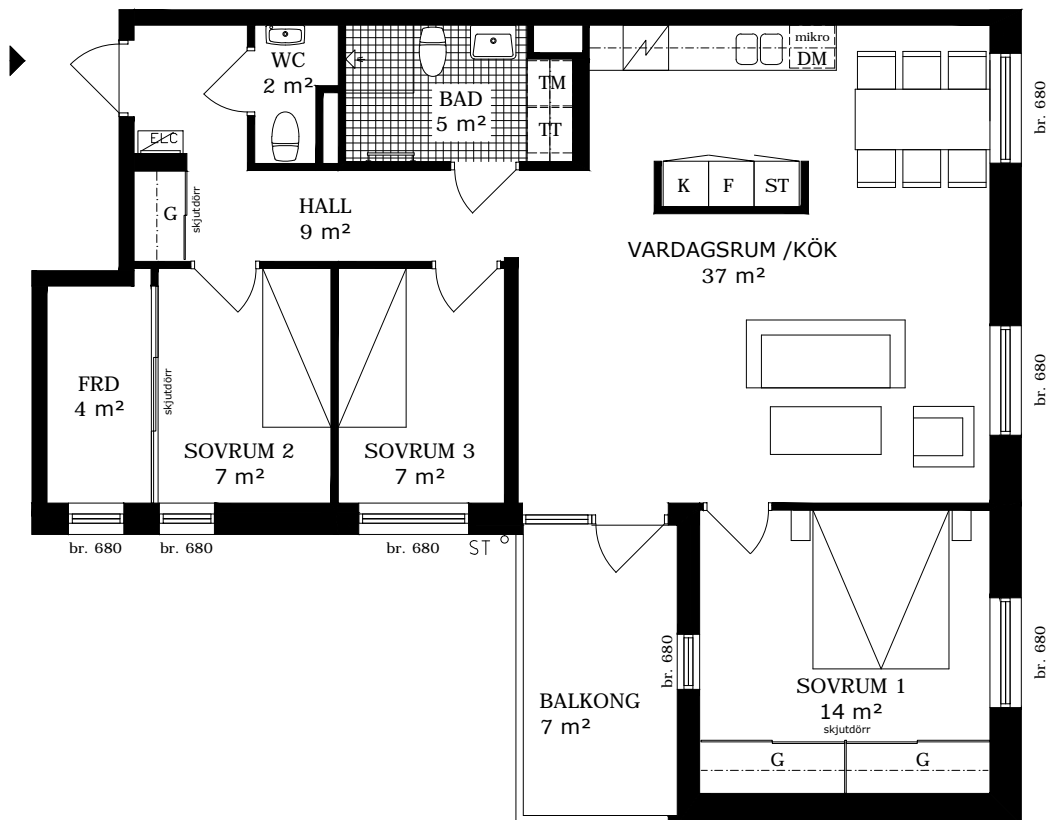 WC
2 m²
BAD
5 m²
TM
TT
mikro
DM
br. 680
ELC
G
skjutdörr
HALL
9 m²
K F ST
VARDAGSRUM /KÖK
37 m²
br. 680
FRD
4 m²
skjutdörr
SOVRUM 2
7 m²
SOVRUM 3
7 m²
br. 680
br. 680
br. 680
ST
BALKONG
7 m²
br. 680
SOVRUM 1
14 m²
skjutdörr
G G
br. 680